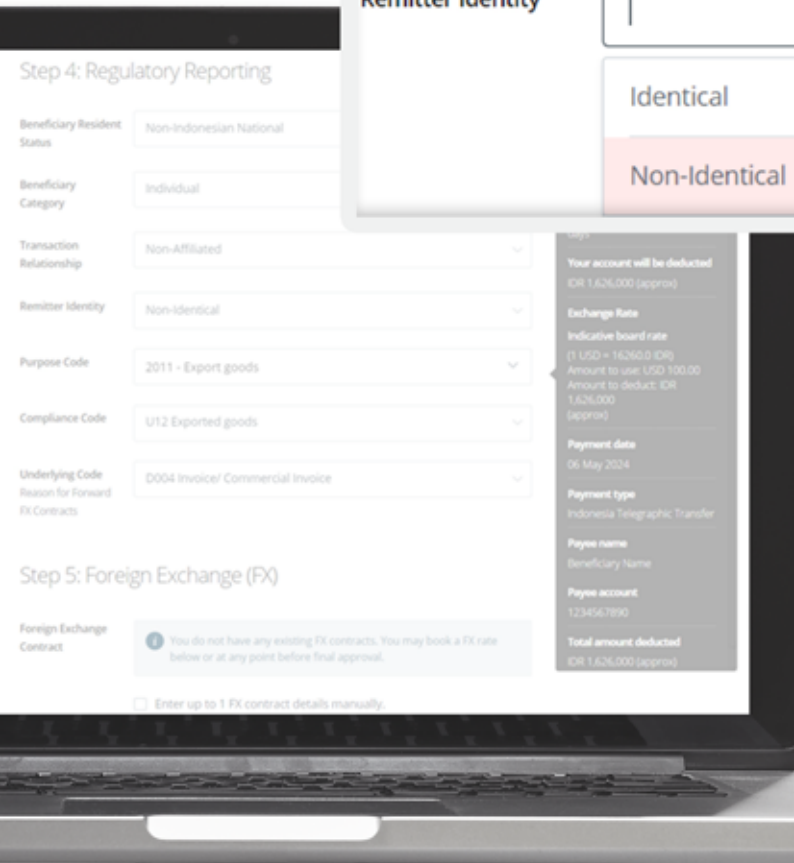 Remitter Identity
Identical
Non-Identical
Step 4: Regulatory Reporting
Beneficiary Resident
Status
Non-Indonesian National
Beneficiary
Category
Individual
Transaction
Relationship
Non-Affiliated
Remitter Identity
Non-Identical
Purpose Code
2011 - Export goods
Compliance Code
U12 Exported goods
Underlying Code
Reason for Forward
FX Contracts
D004 Invoice/ Commercial Invoice
Step 5: Foreign Exchange (FX)
Foreign Exchange
Contract
You do not have any existing FX contracts. You may book a FX rate
below or at any point before final approval.
Enter up to 1 FX contract details manually.
days
Your account will be deducted
IDR 1,626,000 (approx)
Exchange Rate
Indicative board rate
(1 USD = 16260.0 IDR)
Amount to use: USD 100.00
Amount to deduct: IDR
1,626,000
(approx)
Payment date
06 May 2024
Payment type
Indonesia Telegraphic Transfer
Payee name
Beneficiary Name
Payee account
1234567890
Total amount deducted
IDR 1,626,000 (approx)